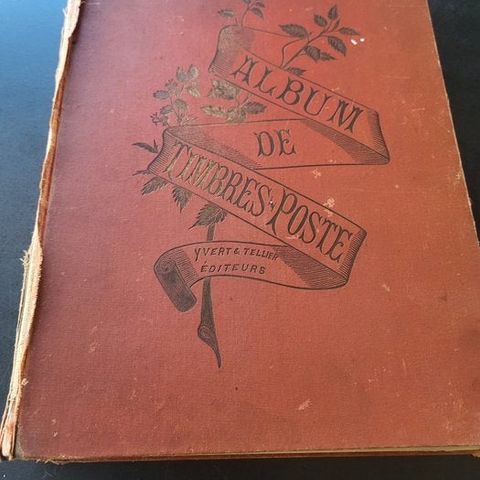 ALBUM
DE
TIMBRES-POSTE
YVERT & TELLIER
ÉDITEURS